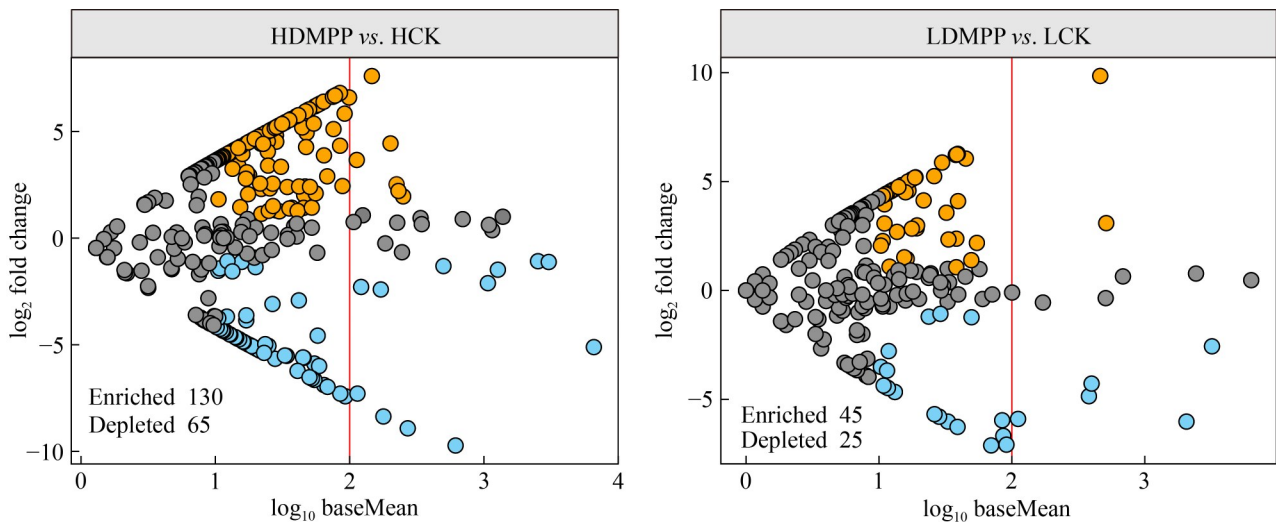 HDMPP vs. HCK
5
0
−5
−10
log₂ fold change
Enriched 130
Depleted 65
0 1 2 3 4
log₁₀ baseMean
LDMPP vs. LCK
10
5
0
−5
log₂ fold change
Enriched 45
Depleted 25
0 1 2 3
log₁₀ baseMean